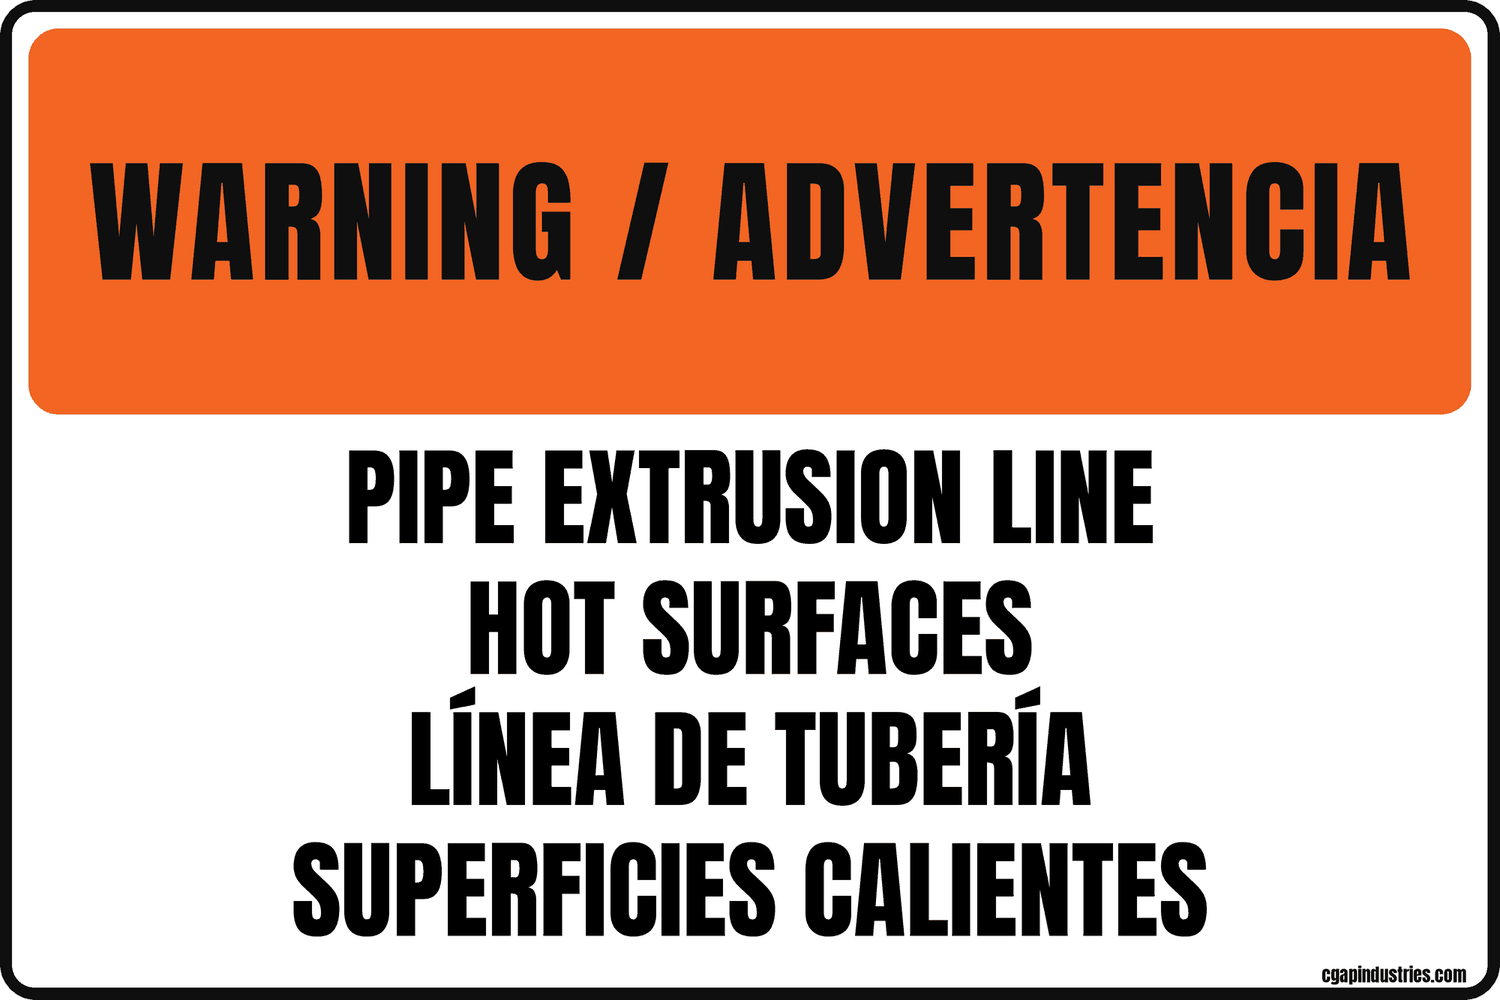 WARNING / ADVERTENCIA
PIPE EXTRUSION LINE
HOT SURFACES
LÍNEA DE TUBERÍA
SUPERFICIES CALIENTES
cgapindustries.com